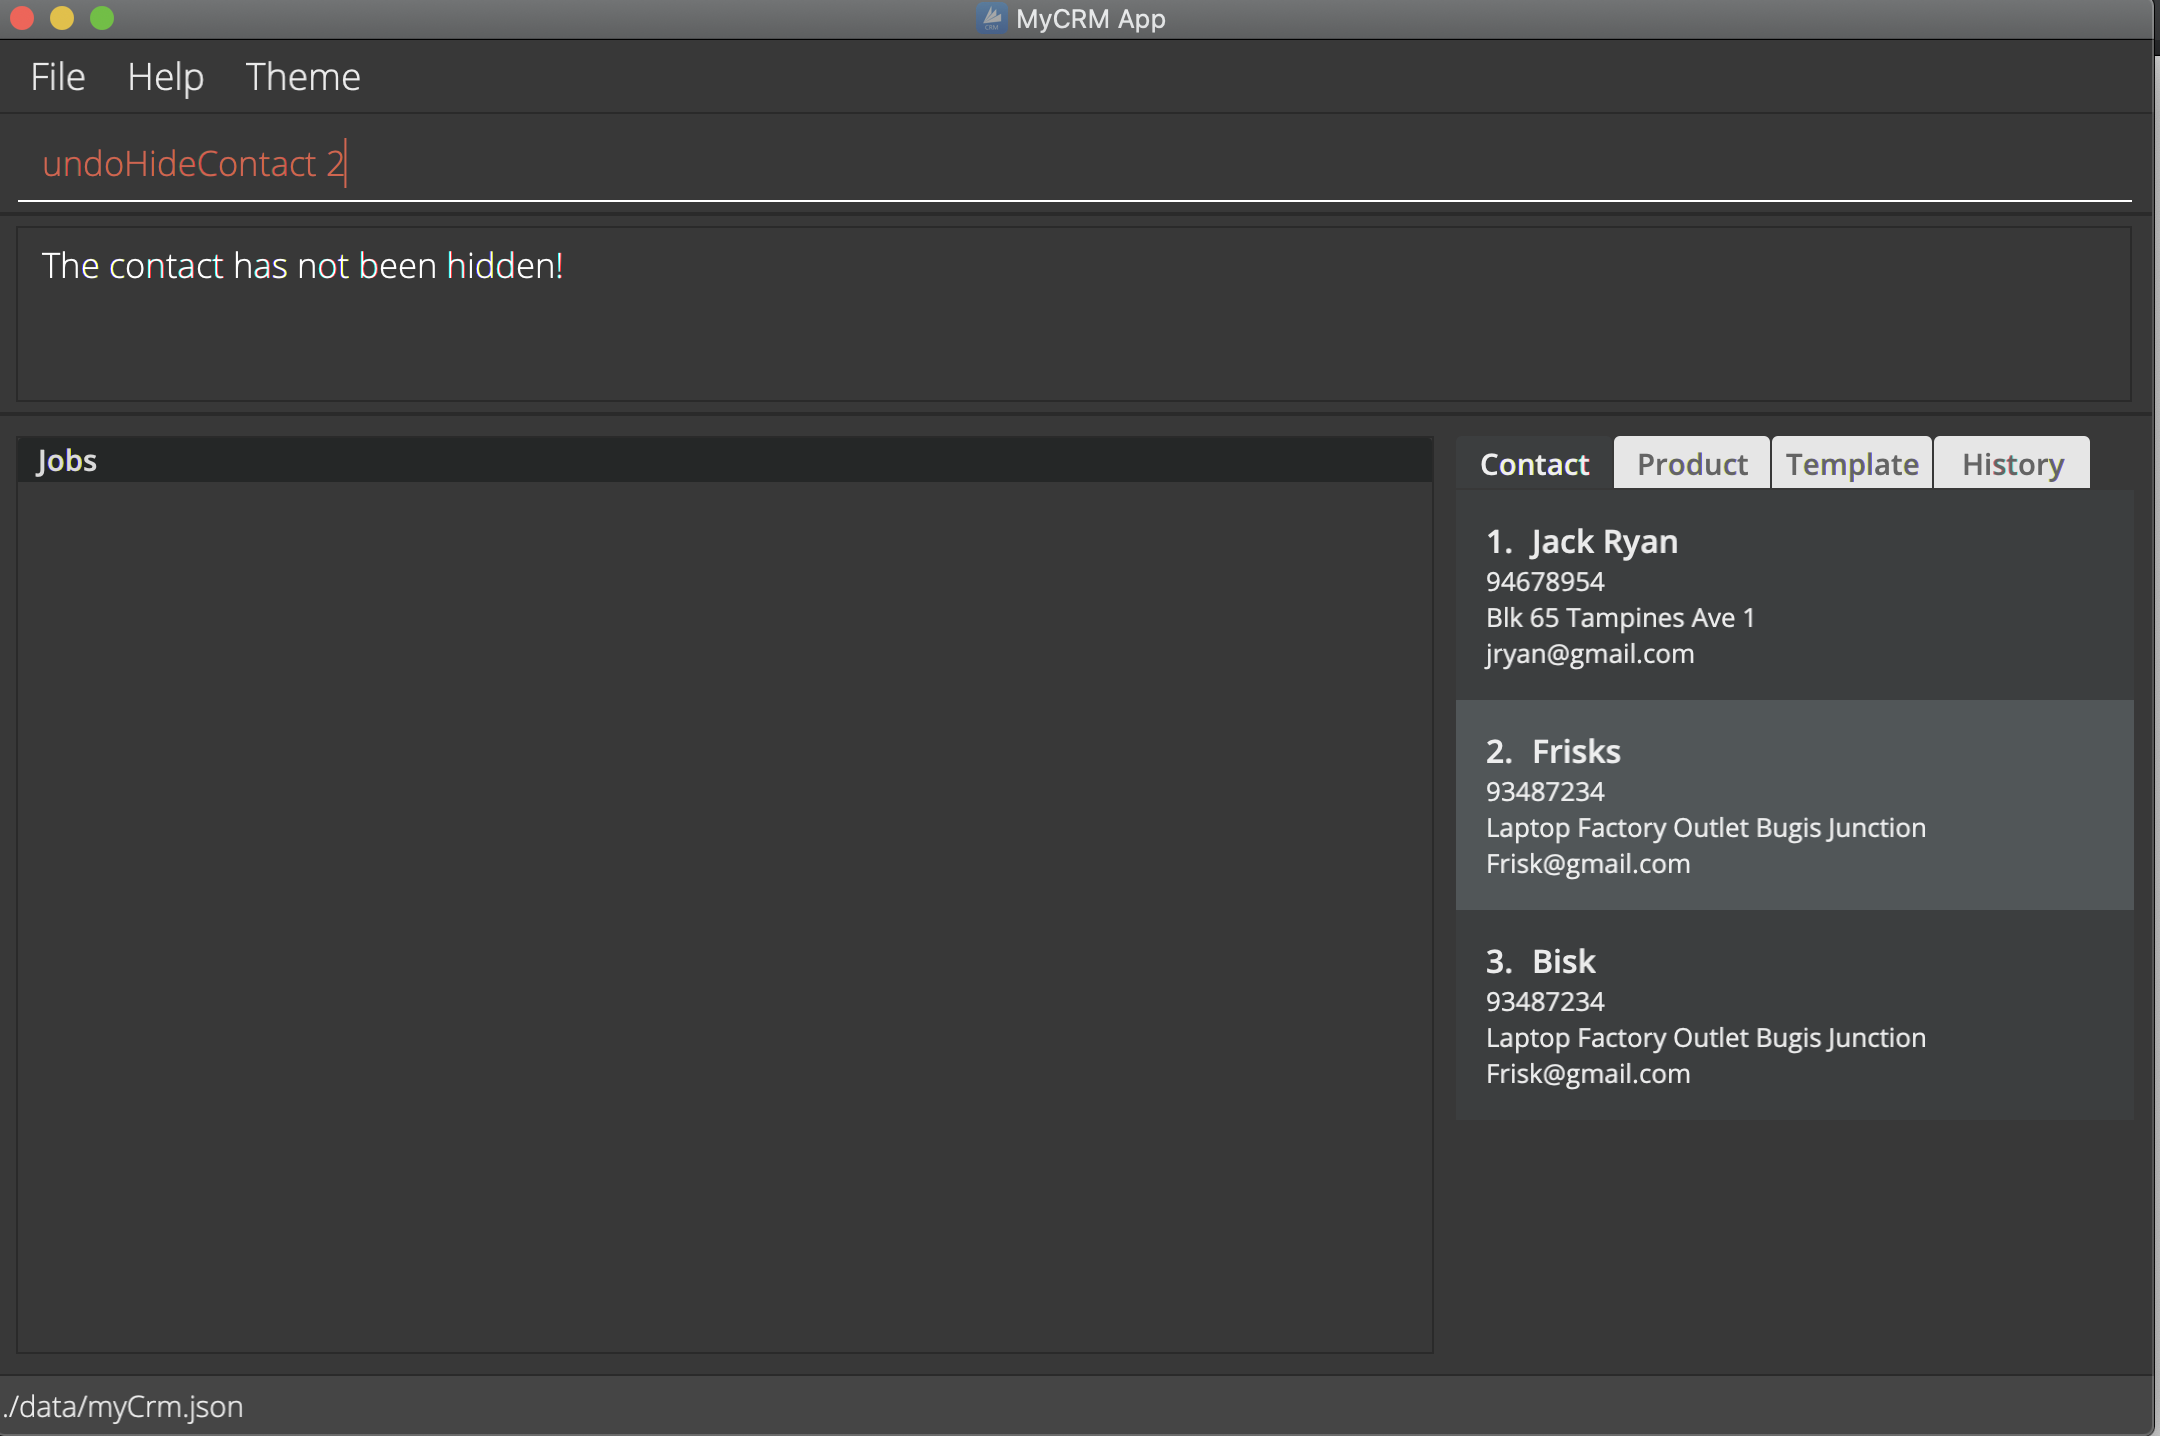 MyCRM App
File Help Theme
undoHideContact 2
The contact has not been hidden!
Jobs
Contact Product Template History
1. Jack Ryan
94678954
Blk 65 Tampines Ave 1
jryan@gmail.com
2. Frisks
93487234
Laptop Factory Outlet Bugis Junction
Frisk@gmail.com
3. Bisk
93487234
Laptop Factory Outlet Bugis Junction
Frisk@gmail.com
./data/myCrm.json